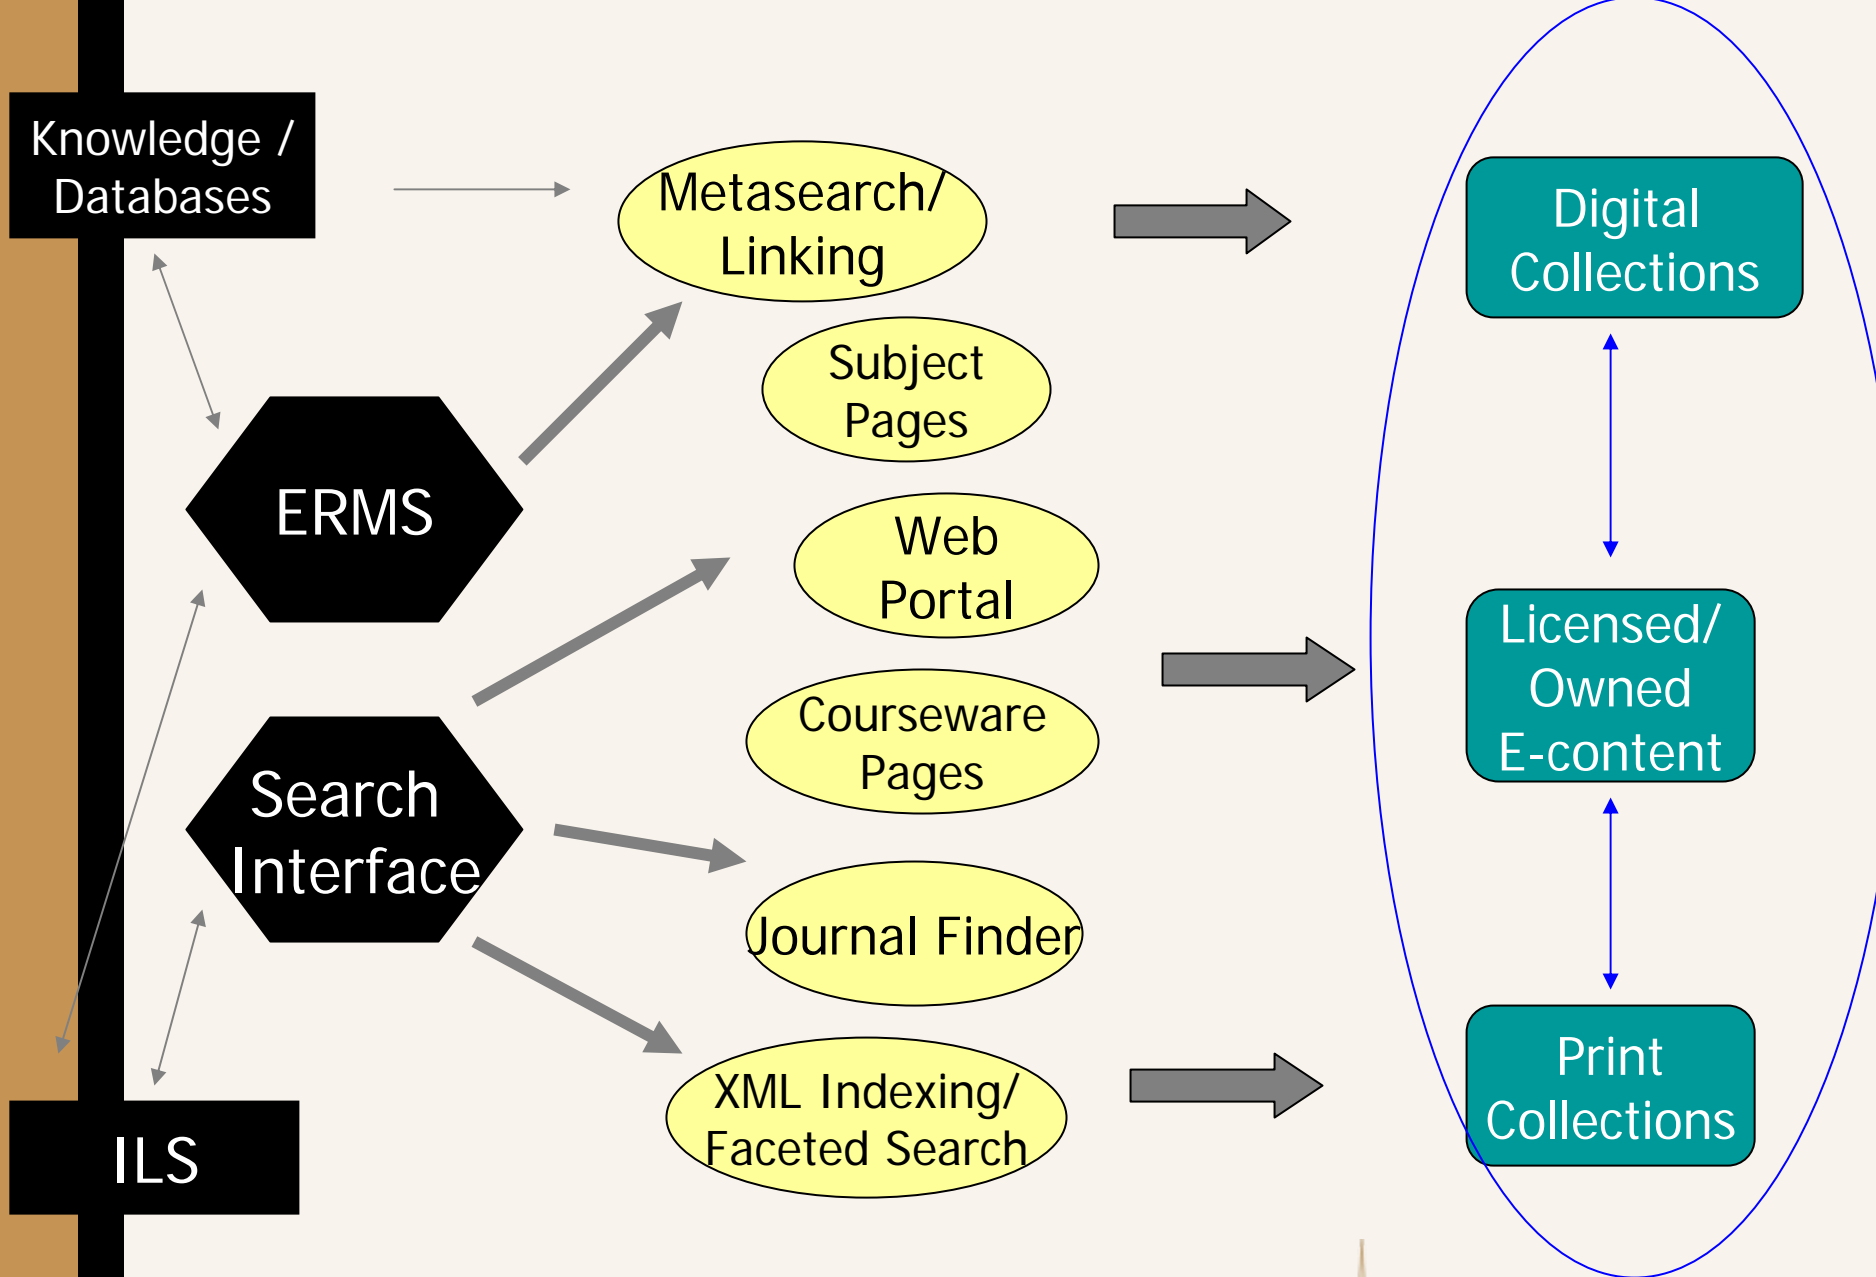 Knowledge /
Databases
ERMS
Search
Interface
ILS
Metasearch/
Linking
Subject
Pages
Web
Portal
Courseware
Pages
Journal Finder
XML Indexing/
Faceted Search
Digital
Collections
Licensed/
Owned
E-content
Print
Collections